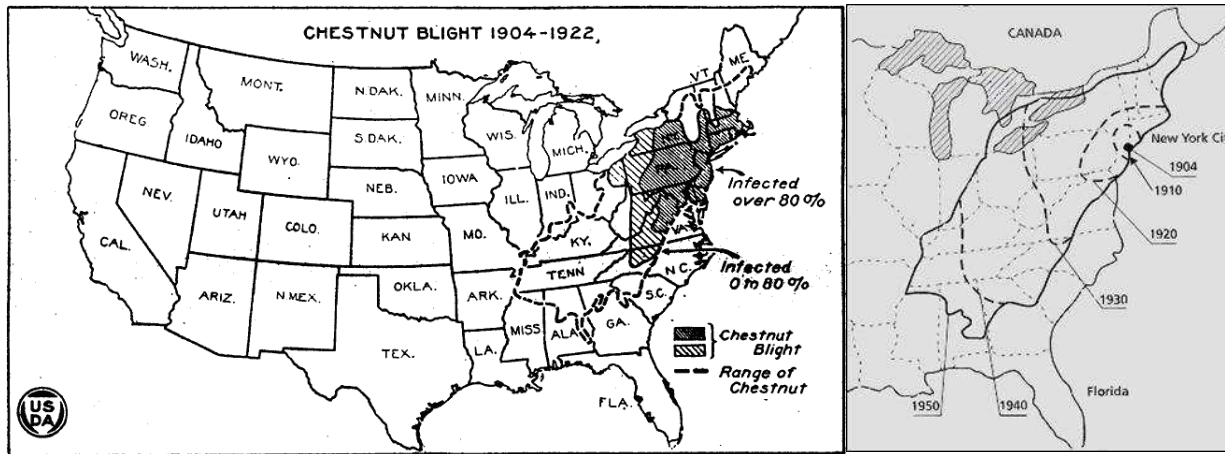 CHESTNUT BLIGHT 1904-1922,
WASH.
MONT.
N.DAK.
MINN.
VT.
ME.
OREG.
IDAHO
S.DAK.
WIS.
MICH.
WYO.
NEB.
IOWA
PA.
Infected
over 80%
NEV.
UTAH
COLO.
KAN
MO.
ILL.
IND.
KY.
VA.
CAL.
ARIZ.
N.MEX.
OKLA.
ARK.
TENN
N.C.
Infected
0 to 80%
S.C.
TEX.
LA.
MISS.
ALA.
GA.
Chestnut
Blight
Range of
Chestnut
FLA.
US
DA
CANADA
New York Cit
1904
1910
1920
1930
Florida
1950
1940